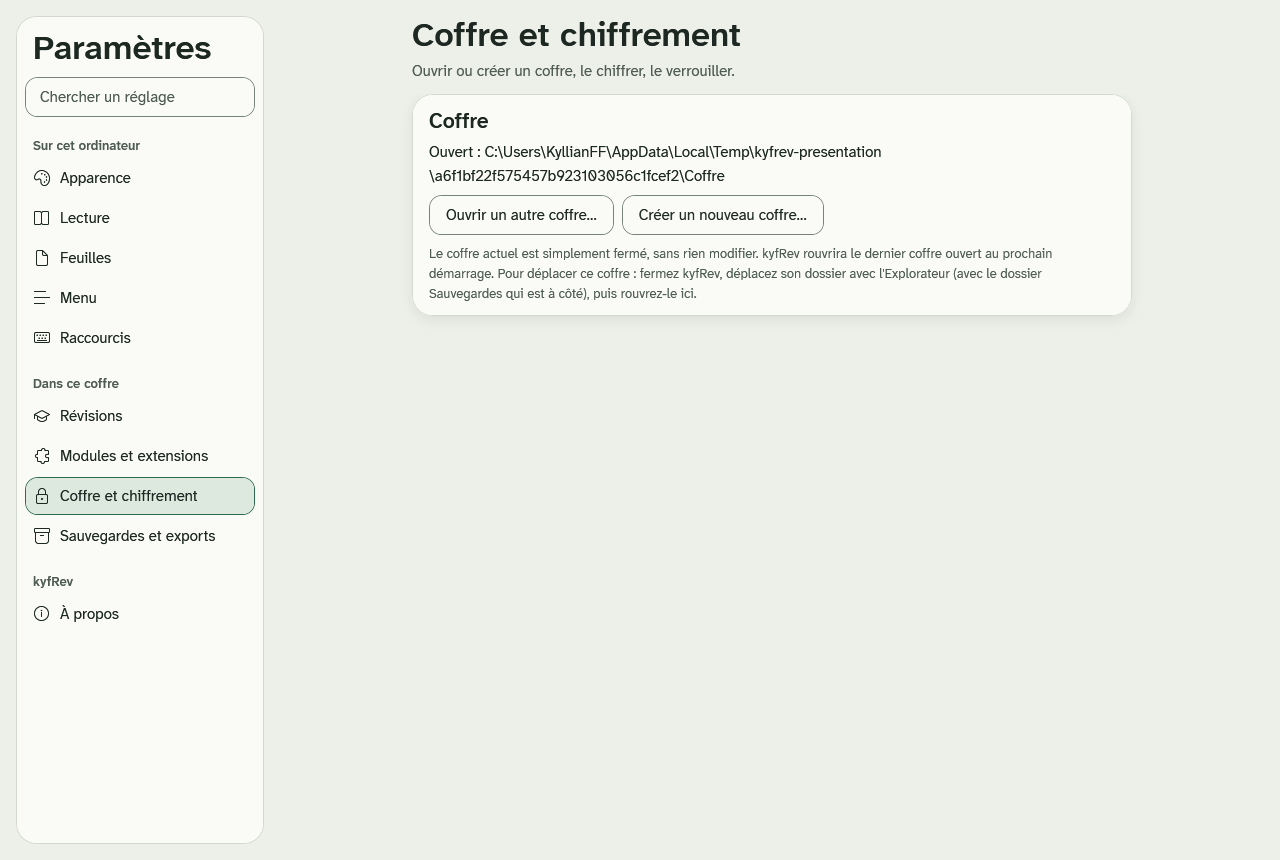 Paramètres
Chercher un réglage
Sur cet ordinateur
Apparence
Lecture
Feuilles
Menu
Raccourcis
Dans ce coffre
Révisions
Modules et extensions
Coffre et chiffrement
Sauvegardes et exports
kyfRev
À propos
Coffre et chiffrement
Ouvrir ou créer un coffre, le chiffrer, le verrouiller.
Coffre
Ouvert : C:\Users\KyllianFF\AppData\Local\Temp\kyfrev-presentation
\a6f1bf22f575457b923103056c1fcef2\Coffre
Ouvrir un autre coffre…
Créer un nouveau coffre…
Le coffre actuel est simplement fermé, sans rien modifier. kyfRev rouvrira le dernier coffre ouvert au prochain
démarrage. Pour déplacer ce coffre : fermez kyfRev, déplacez son dossier avec l'Explorateur (avec le dossier
Sauvegardes qui est à côté), puis rouvrez-le ici.